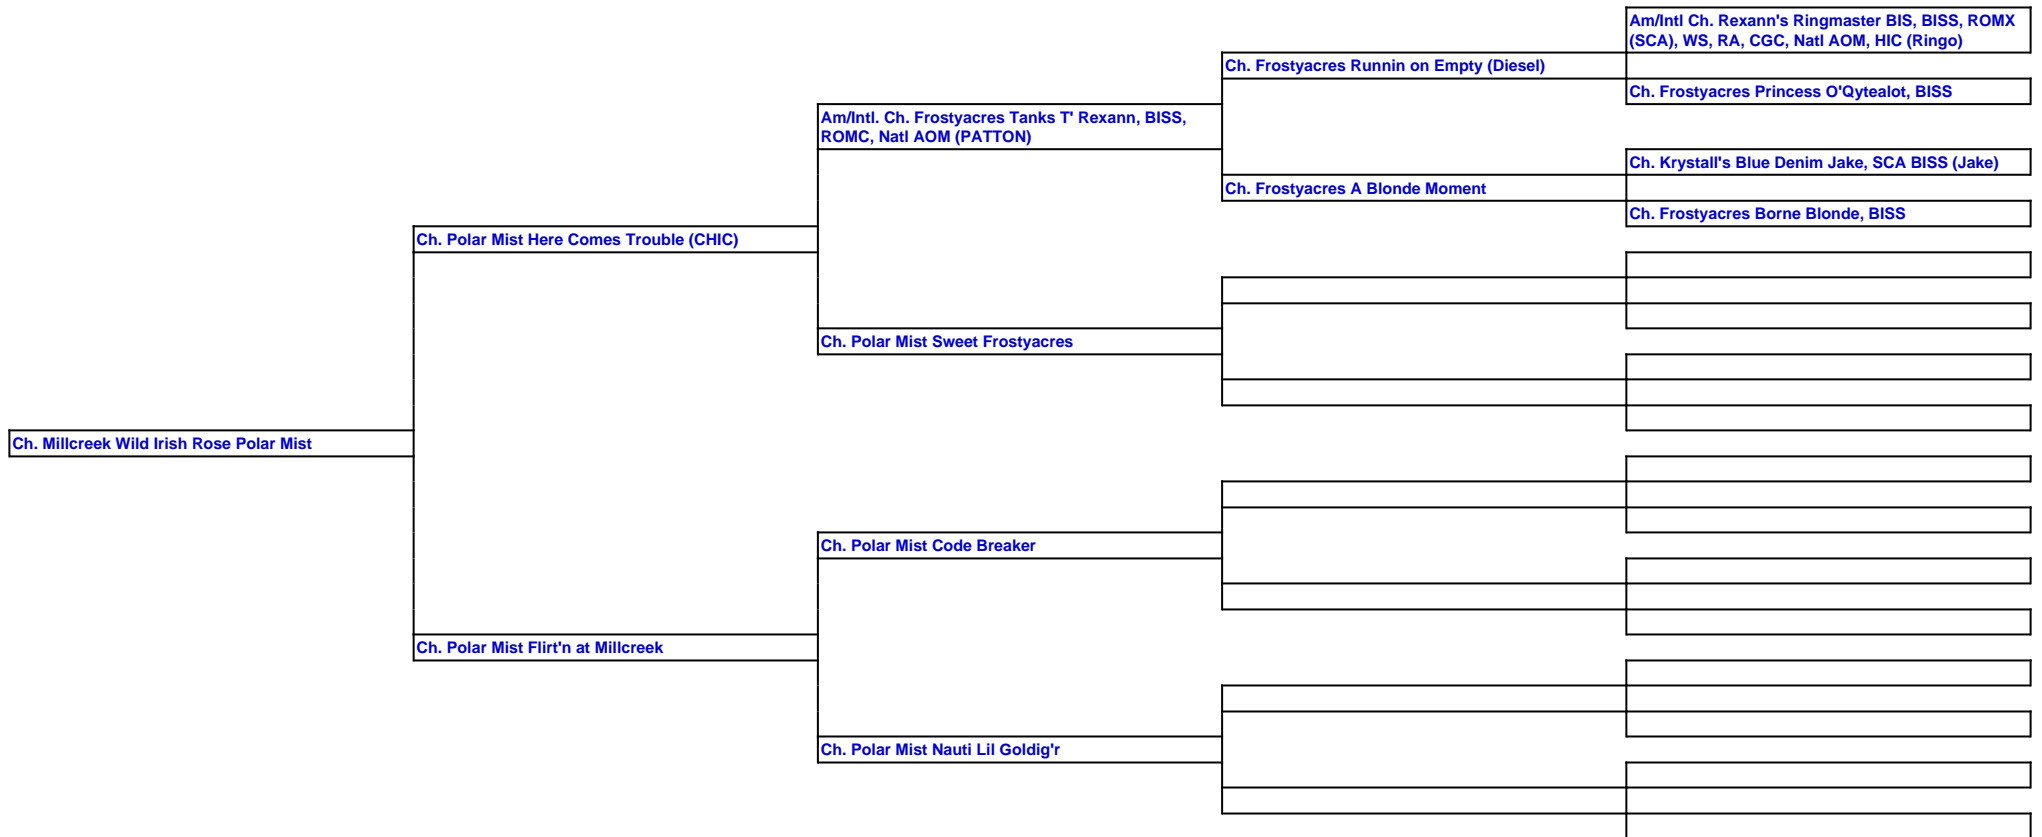 Am/Intl Ch. Rexann's Ringmaster BIS, BISS, ROMX
(SCA), WS, RA, CGC, Natl AOM, HIC (Ringo)
Ch. Frostyacres Runnin on Empty (Diesel)
Ch. Frostyacres Princess O'Qytealot, BISS
Am/Intl. Ch. Frostyacres Tanks T' Rexann, BISS,
ROMC, Natl AOM (PATTON)
Ch. Krystall's Blue Denim Jake, SCA BISS (Jake)
Ch. Frostyacres A Blonde Moment
Ch. Frostyacres Borne Blonde, BISS
Ch. Polar Mist Here Comes Trouble (CHIC)
Ch. Polar Mist Sweet Frostyacres
Ch. Millcreek Wild Irish Rose Polar Mist
Ch. Polar Mist Code Breaker
Ch. Polar Mist Flirt'n at Millcreek
Ch. Polar Mist Nauti Lil Goldig'r